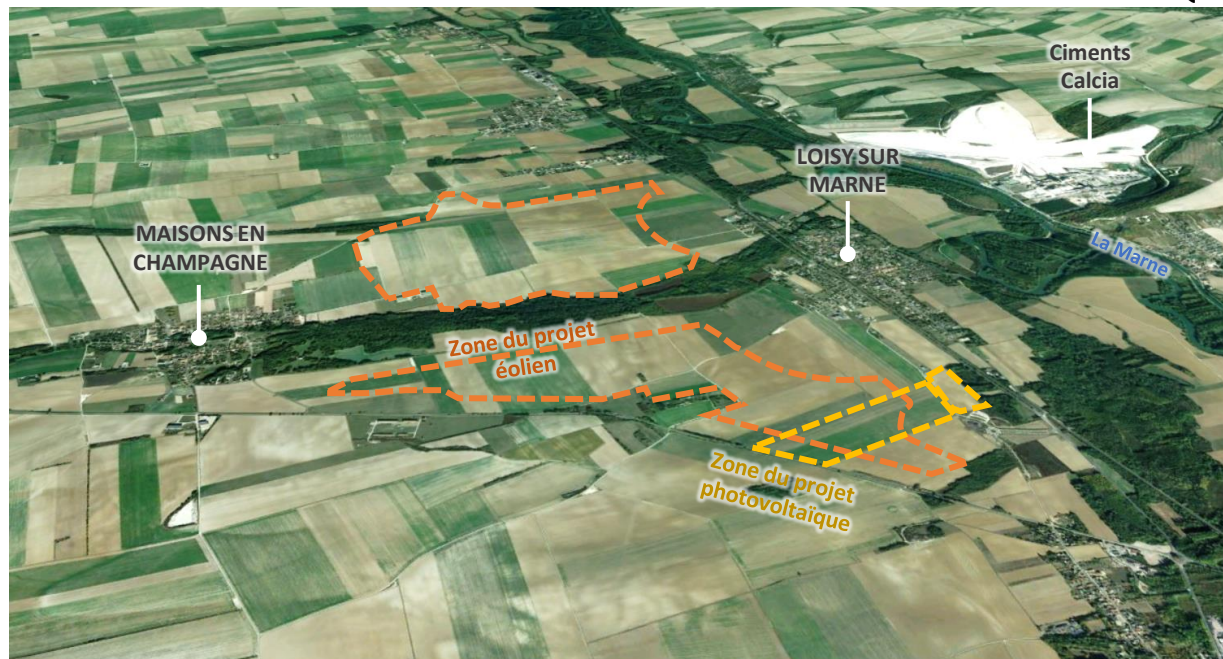 Ciments
Calcia
LOISY SUR
MARNE
MAISONS EN
CHAMPAGNE
La Marne
Zone du projet
éolien
Zone du projet
photovoltaïque